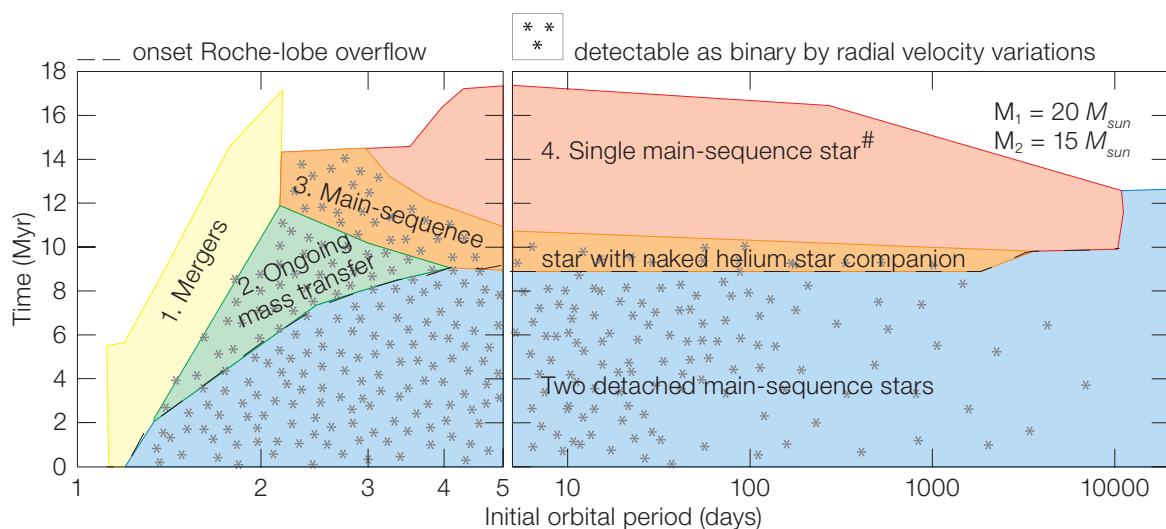 onset Roche-lobe overflow
detectable as binary by radial velocity variations
18
16
14
12
10
8
6
4
2
0
Time (Myr)
M1 = 20 Msun
M2 = 15 Msun
4. Single main-sequence star#
3. Main-sequence
star with naked helium star companion
1. Mergers
2. Ongoing
mass transfer
Two detached main-sequence stars
1 2 3 4 5 10 100 1000 10000
Initial orbital period (days)